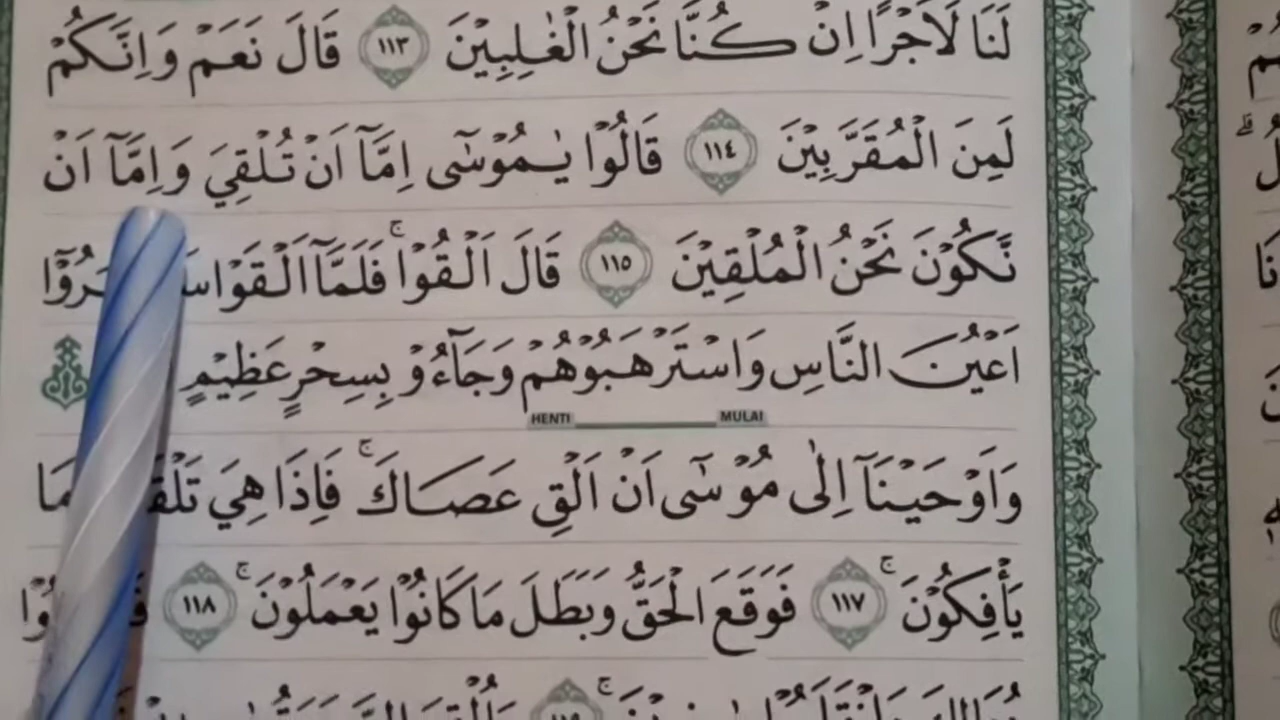 لَنَا لَاَجْرًا اِنْ كُنَّا نَحْنُ الْغٰلِبِيْنَ ١١٣ قَالَ نَعَمْ وَاِنَّكُمْ
لَمِنَ الْمُقَرَّبِيْنَ ١١٤ قَالُوْا يٰمُوْسٰٓى اِمَّآ اَنْ تُلْقِيَ وَاِمَّآ اَنْ
نَّكُوْنَ نَحْنُ الْمُلْقِيْنَ ١١٥ قَالَ اَلْقُوْاۚ فَلَمَّآ اَلْقَوْا
اَعْيُنَ النَّاسِ وَاسْتَرْهَبُوْهُمْ وَجَاۤءُوْ بِسِحْرٍ عَظِيْمٍ
HENTI MULAI
وَاَوْحَيْنَآ اِلٰى مُوْسٰٓى اَنْ اَلْقِ عَصَاكَۚ فَاِذَا هِيَ مَا
يَأْفِكُوْنَۚ ١١٧ فَوَقَعَ الْحَقُّ وَبَطَلَ مَا كَانُوْا يَعْمَلُوْنَۚ ١١٨